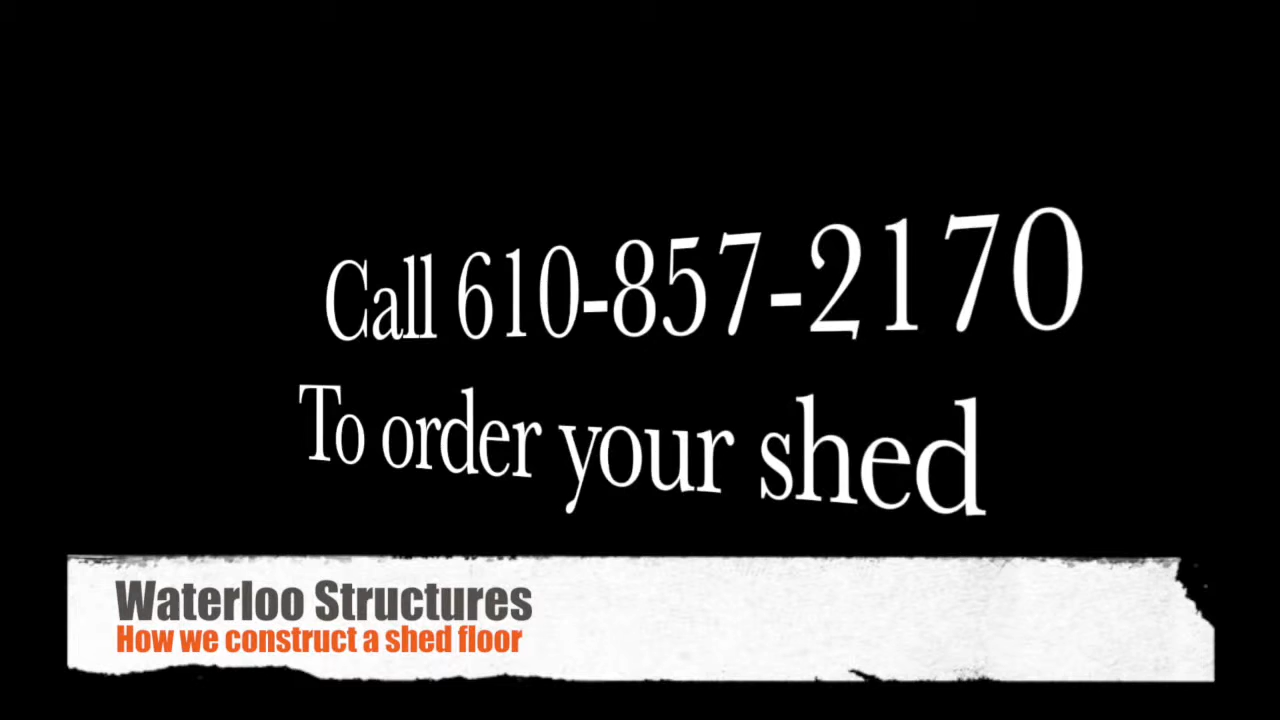 Call 610-857-2170
To order your shed
Waterloo Structures
How we construct a shed floor